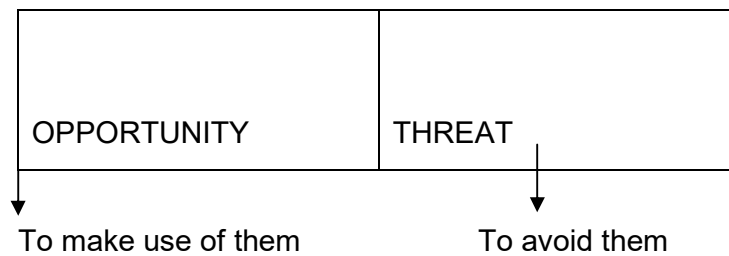 OPPORTUNITY
THREAT
To make use of them
To avoid them